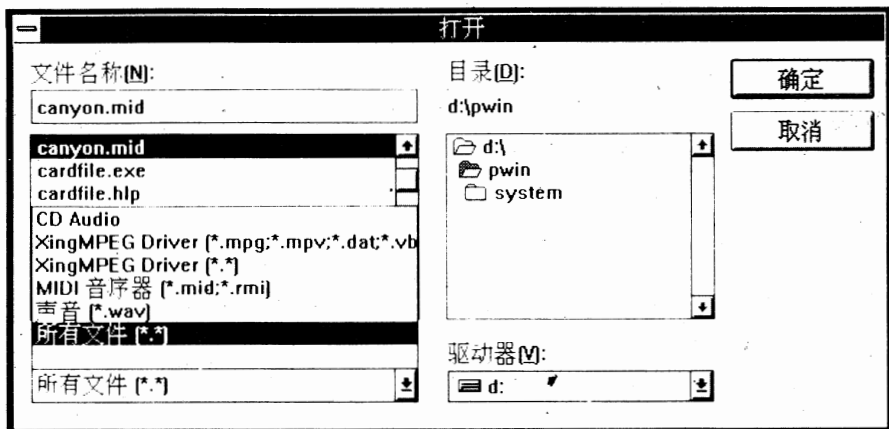 打开
文件名称(N):
canyon.mid
canyon.mid
cardfile.exe
cardfile.hlp
CD Audio
XingMPEG Driver (*.mpg;*.mpv;*.dat;*.vb
XingMPEG Driver (*.*)
MIDI 音序器 (*.mid;*.rmi)
声音 (*.wav)
所有文件 (*.*)
所有文件 (*.*)
目录(D):
d:\pwin
d:\
pwin
system
驱动器(V):
d:
确定
取消